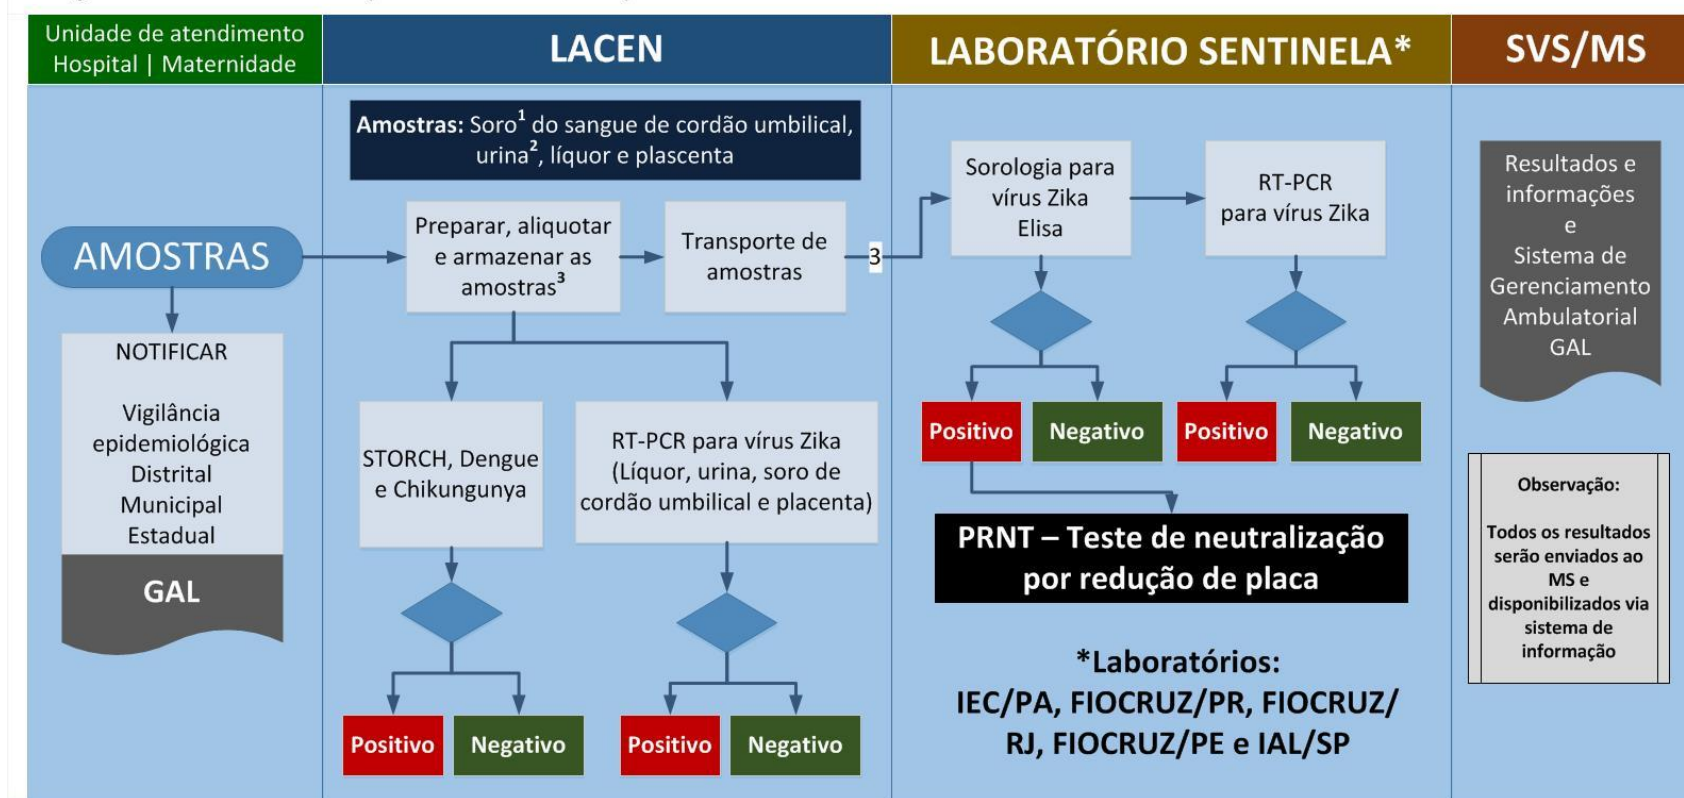 Unidade de atendimento
Hospital | Maternidade
LACEN
LABORATÓRIO SENTINELA*
SVS/MS
AMOSTRAS
NOTIFICAR
Vigilância
epidemiológica
Distrital
Municipal
Estadual
GAL
Amostras: Soro¹ do sangue de cordão umbilical,
urina², líquor e plascenta
Preparar, aliquotar
e armazenar as
amostras³
Transporte de
amostras
3
STORCH, Dengue
e Chikungunya
RT-PCR para vírus Zika
(Líquor, urina, soro de
cordão umbilical e placenta)
Positivo
Negativo
Positivo
Negativo
Sorologia para
vírus Zika
Elisa
RT-PCR
para vírus Zika
Positivo
Negativo
Positivo
Negativo
PRNT – Teste de neutralização
por redução de placa
*Laboratórios:
IEC/PA, FIOCRUZ/PR, FIOCRUZ/
RJ, FIOCRUZ/PE e IAL/SP
Resultados e
informações
e
Sistema de
Gerenciamento
Ambulatorial
GAL
Observação:
Todos os resultados
serão enviados ao
MS e
disponibilizados via
sistema de
informação